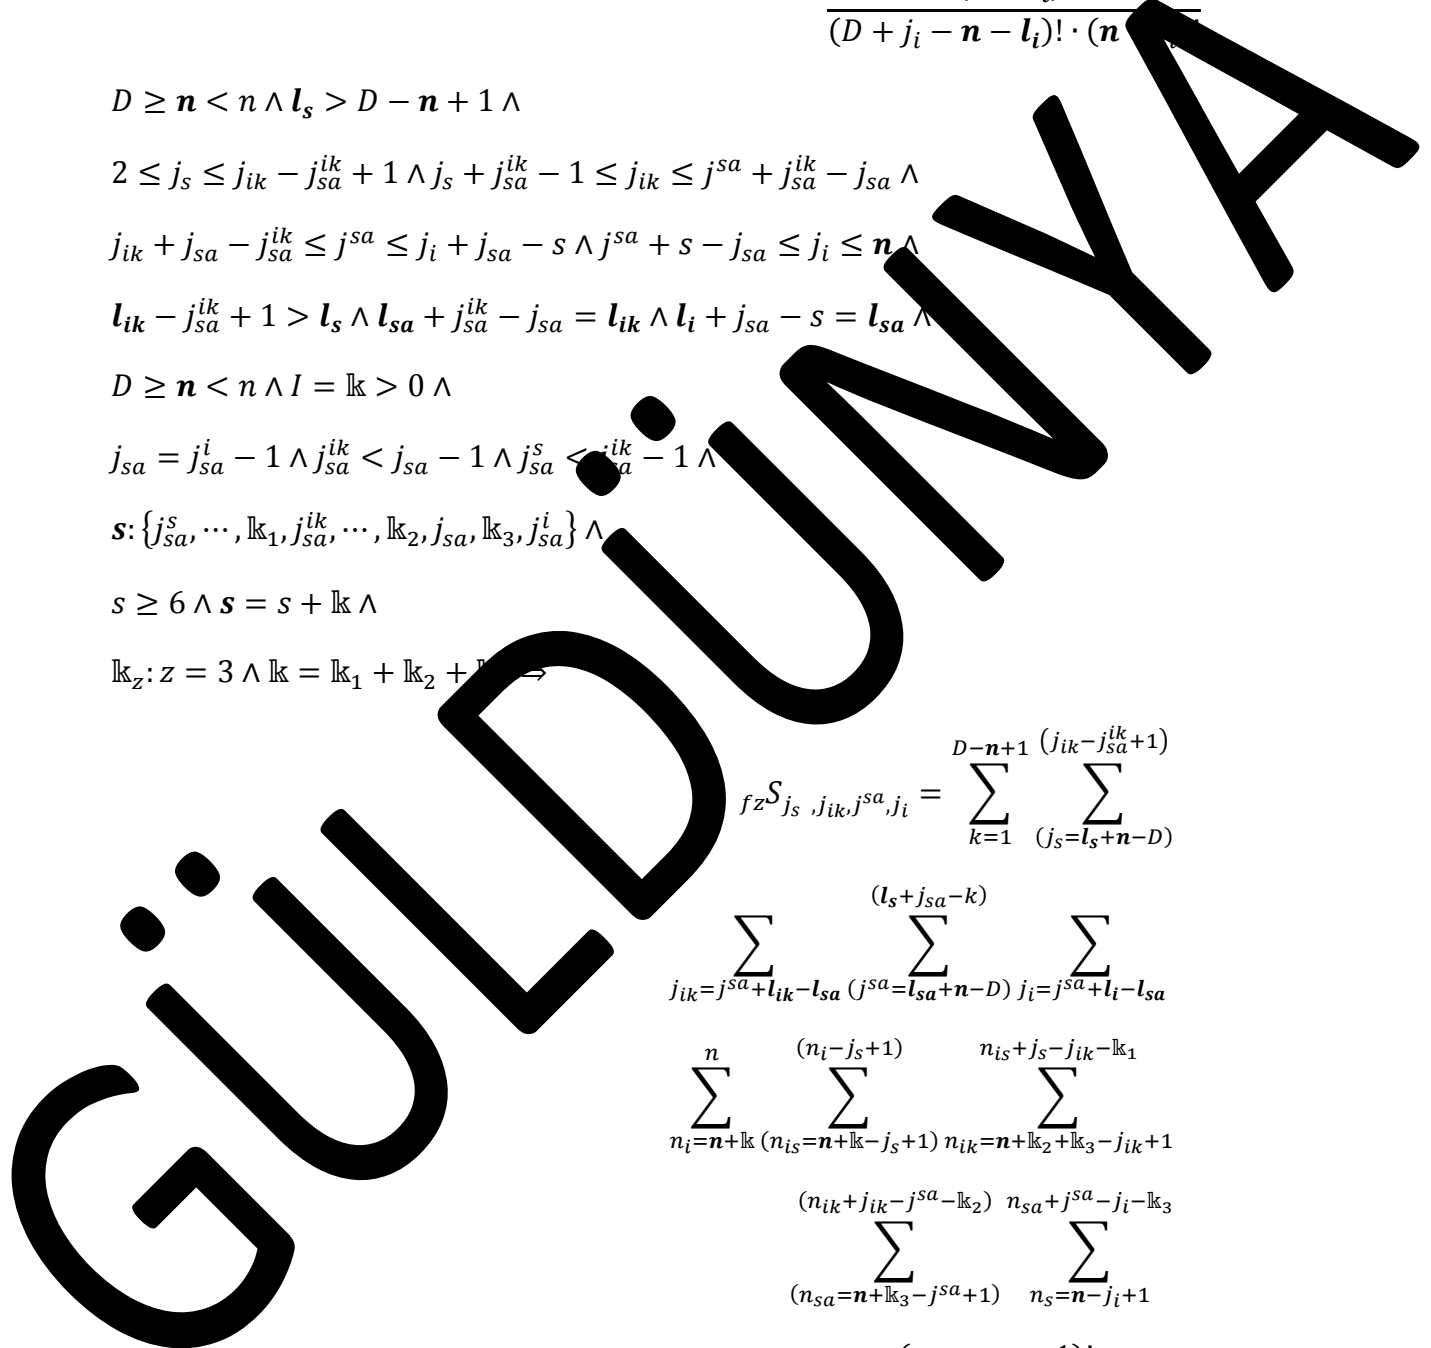 (D + j_i − n − l_i)! · (n
D ≥ n < n ∧ l_s > D − n + 1 ∧
2 ≤ j_s ≤ j_{ik} − j_{sa}^{ik} + 1 ∧ j_s + j_{sa}^{ik} − 1 ≤ j_{ik} ≤ j^{sa} + j_{sa}^{ik} − j_{sa} ∧
j_{ik} + j_{sa} − j_{sa}^{ik} ≤ j^{sa} ≤ j_i + j_{sa} − s ∧ j^{sa} + s − j_{sa} ≤ j_i ≤ n ∧
l_{ik} − j_{sa}^{ik} + 1 > l_s ∧ l_{sa} + j_{sa}^{ik} − j_{sa} = l_{ik} ∧ l_i + j_{sa} − s = l_{sa} ∧
D ≥ n < n ∧ I = 𝕜 > 0 ∧
j_{sa} = j_{sa}^i − 1 ∧ j_{sa}^{ik} < j_{sa} − 1 ∧ j_{sa}^s < j_{sa}^{ik} − 1 ∧
s: {j_{sa}^s, ⋯, 𝕜_1, j_{sa}^{ik}, ⋯, 𝕜_2, j_{sa}, 𝕜_3, j_{sa}^i} ∧
s ≥ 6 ∧ s = s + 𝕜 ∧
𝕜_z: z = 3 ∧ 𝕜 = 𝕜_1 + 𝕜_2 + ⇒
_{fz}S_{j_s ,j_{ik},j^{sa},j_i} = ∑_{k=1}^{D−n+1} ∑_{(j_s=l_s+n−D)}^{(j_{ik}−j_{sa}^{ik}+1)}
∑_{j_{ik}=j^{sa}+l_{ik}−l_{sa}} ∑_{(j^{sa}=l_{sa}+n−D)}^{(l_s+j_{sa}−k)} ∑_{j_i=j^{sa}+l_i−l_{sa}}
∑_{n_i=n+𝕜}^{n} ∑_{(n_{is}=n+𝕜−j_s+1)}^{(n_i−j_s+1)} ∑_{n_{ik}=n+𝕜_2+𝕜_3−j_{ik}+1}^{n_{is}+j_s−j_{ik}−𝕜_1}
∑_{(n_{sa}=n+𝕜_3−j^{sa}+1)}^{(n_{ik}+j_{ik}−j^{sa}−𝕜_2)} ∑_{n_s=n−j_i+1}^{n_{sa}+j^{sa}−j_i−𝕜_3}
GÜLDÜNYA